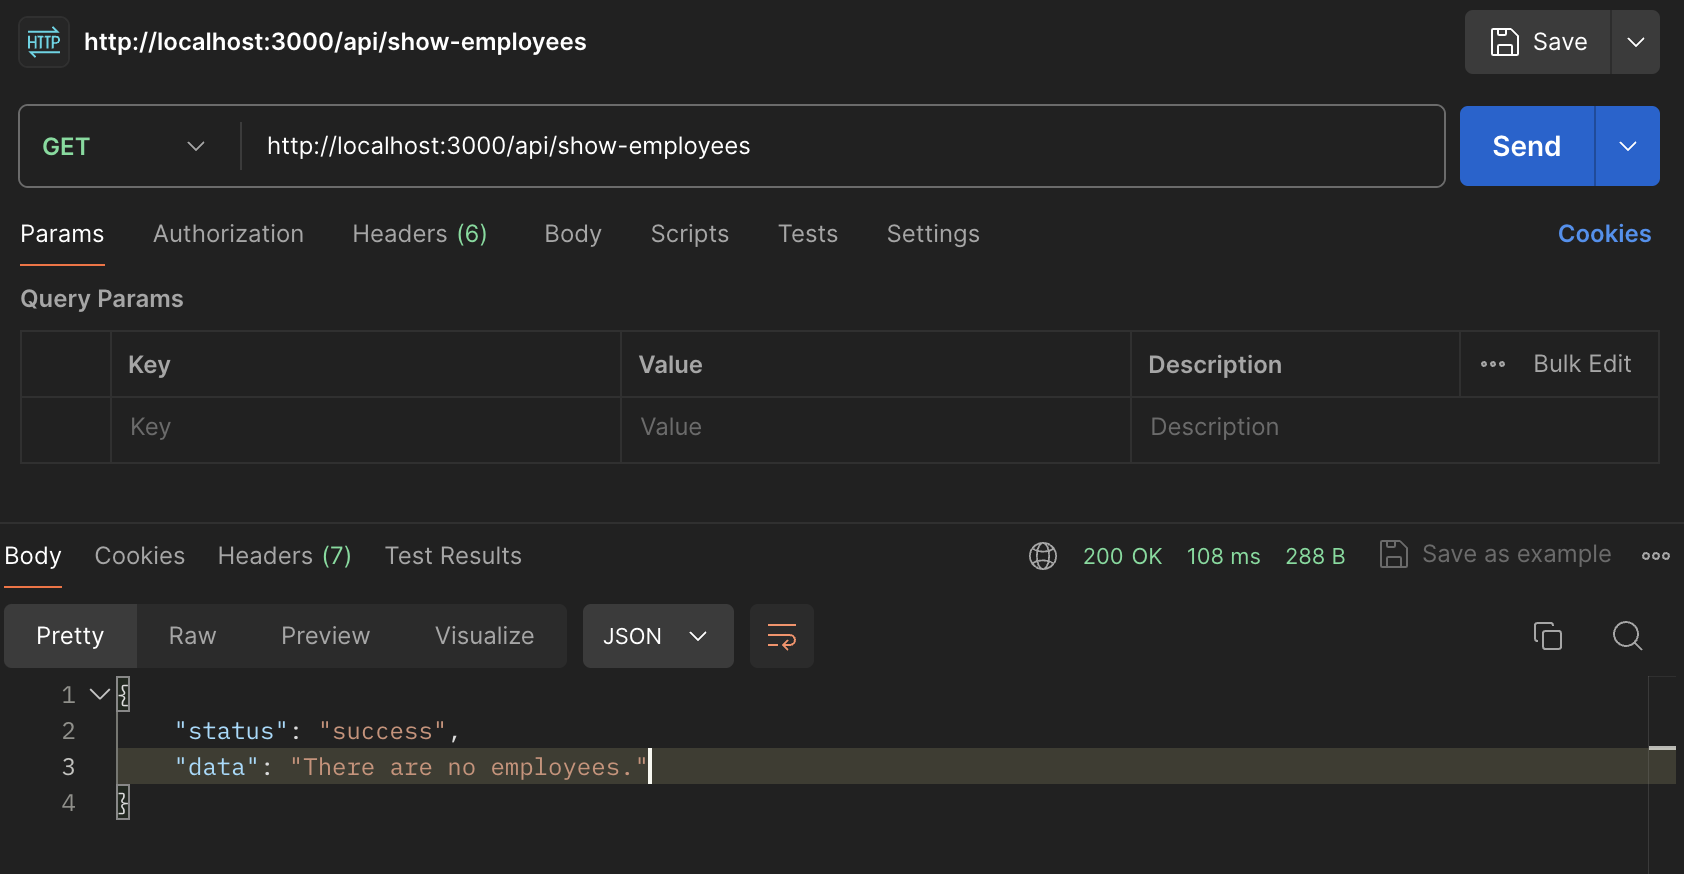 HTTP http://localhost:3000/api/show-employees Save
GET http://localhost:3000/api/show-employees Send
Params Authorization Headers (6) Body Scripts Tests Settings Cookies
Query Params
Key Value Description Bulk Edit
Key Value Description
Body Cookies Headers (7) Test Results 200 OK 108 ms 288 B Save as example
Pretty Raw Preview Visualize JSON
1 {
2 "status": "success",
3 "data": "There are no employees."
4 }